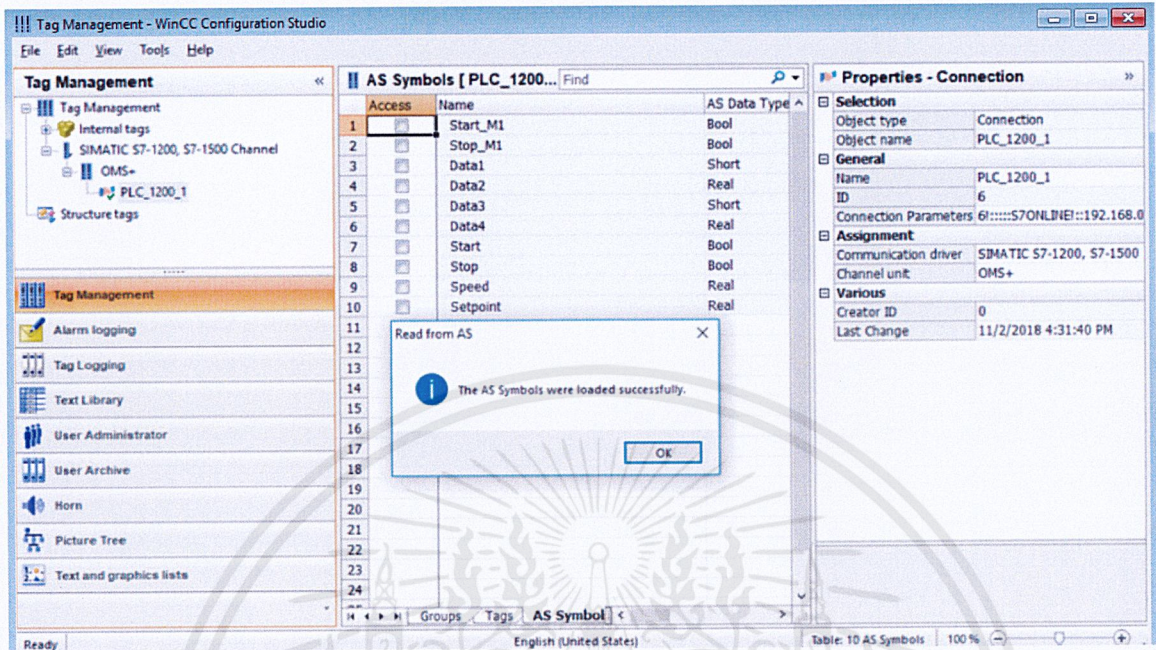 Tag Management - WinCC Configuration Studio
File Edit View Tools Help
Tag Management «
Tag Management
Internal tags
SIMATIC S7-1200, S7-1500 Channel
OMS+
PLC_1200_1
Structure tags
Tag Management
Alarm logging
Tag Logging
Text Library
User Administrator
User Archive
Horn
Picture Tree
Text and graphics lists
AS Symbols [ PLC_1200... Find
Access Name AS Data Type
1 Start_M1 Bool
2 Stop_M1 Bool
3 Data1 Short
4 Data2 Real
5 Data3 Short
6 Data4 Real
7 Start Bool
8 Stop Bool
9 Speed Real
10 Setpoint Real
11
12
13
14
15
16
17
18
19
20
21
22
23
24
Read from AS
The AS Symbols were loaded successfully.
OK
Groups Tags AS Symbol
Properties - Connection »
Selection
Object type Connection
Object name PLC_1200_1
General
Name PLC_1200_1
ID 6
Connection Parameters 6!:::::S7ONLINE!::192.168.0
Assignment
Communication driver SIMATIC S7-1200, S7-1500
Channel unit OMS+
Various
Creator ID 0
Last Change 11/2/2018 4:31:40 PM
Ready English (United States) Table: 10 AS Symbols 100 %